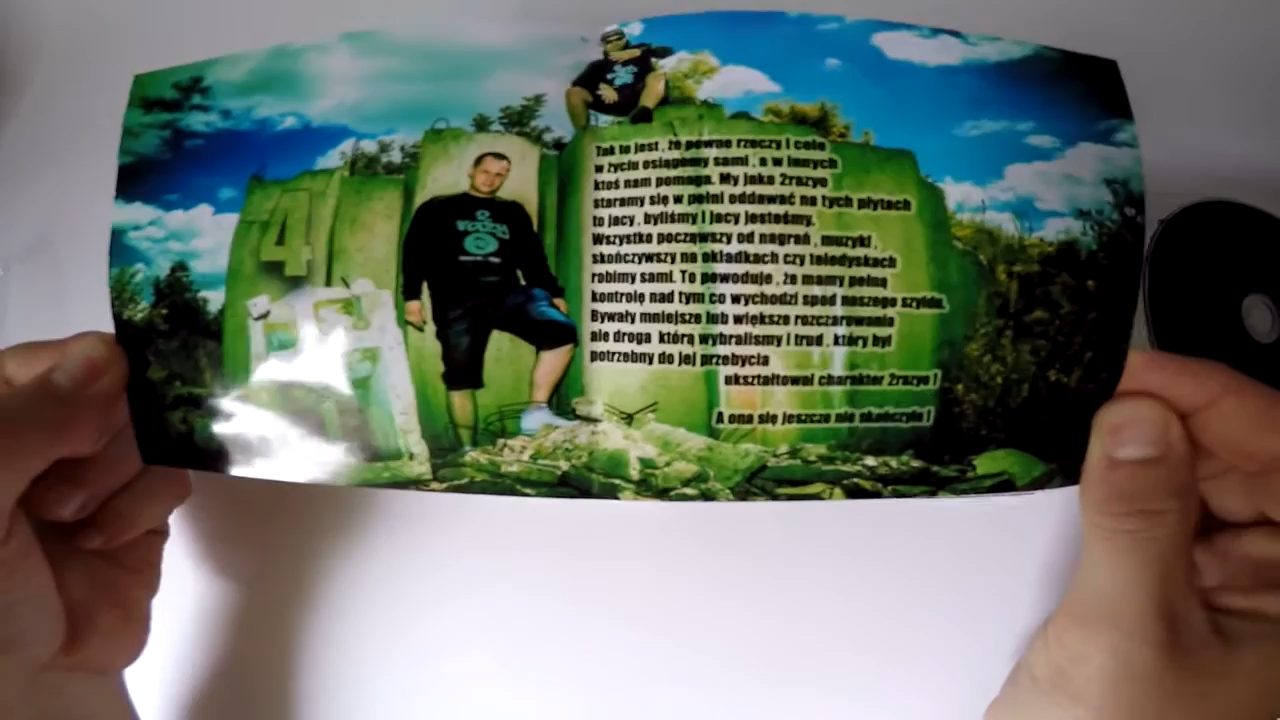 4
Tak to jest , że pewne rzeczy i cele
w życiu osiągamy sami , a w innych
ktoś nam pomaga. My jako 2razyo
staramy się w pełni oddawać na tych płytach
to jacy , byliśmy i jacy jesteśmy.
Wszystko począwszy od nagrań , muzyki ,
skończywszy na okładkach czy teledyskach
robimy sami. To powoduje , że mamy pełną
kontrolę nad tym co wychodzi spod naszego szyldu.
Bywały mniejsze lub większe rozczarowania
ale droga którą wybraliśmy i trud , który był
potrzebny do jej przebycia
ukształtował charakter 2razyo !
A ona się jeszcze nie skończyła !